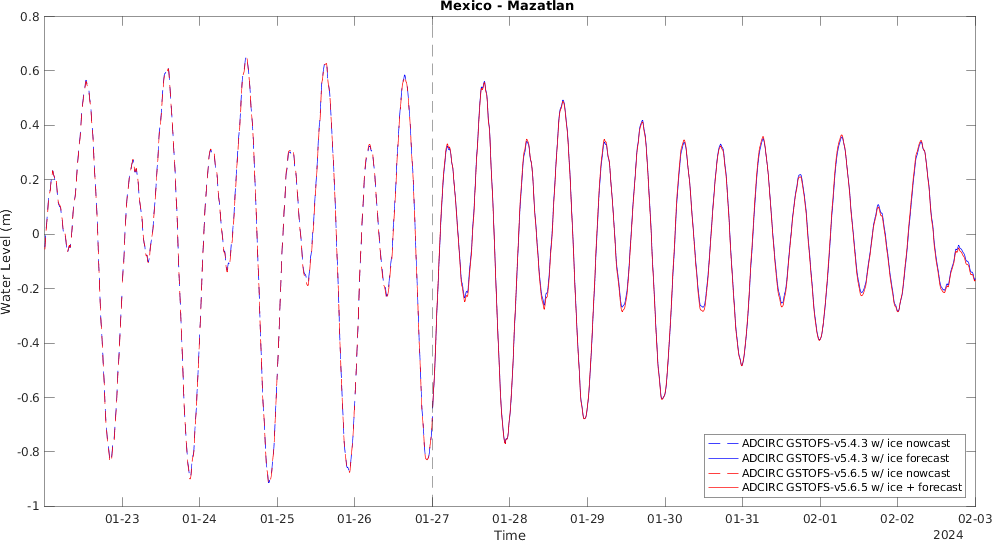 Mexico - Mazatlan
Water Level (m)
0.8
0.6
0.4
0.2
0
-0.2
-0.4
-0.6
-0.8
-1
ADCIRC GSTOFS-v5.4.3 w/ ice nowcast
ADCIRC GSTOFS-v5.4.3 w/ ice forecast
ADCIRC GSTOFS-v5.6.5 w/ ice nowcast
ADCIRC GSTOFS-v5.6.5 w/ ice + forecast
01-23 01-24 01-25 01-26 01-27 01-28 01-29 01-30 01-31 02-01 02-02 02-03
Time
2024